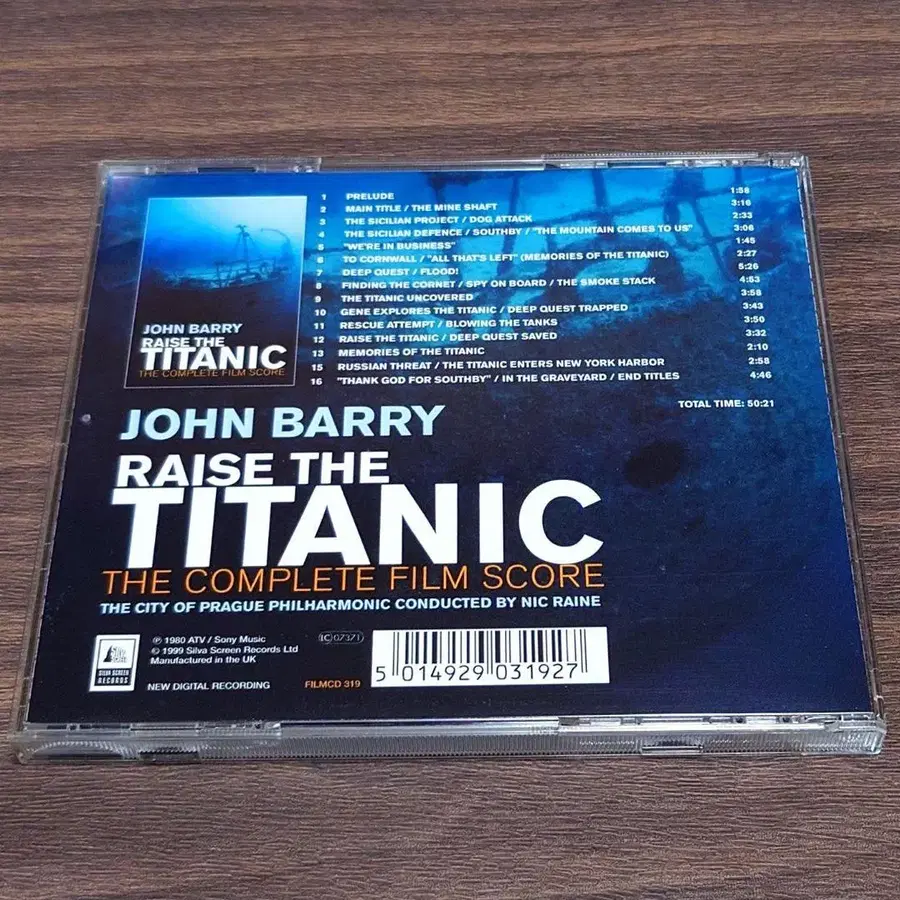 1 PRELUDE 1:58
2 MAIN TITLE / THE MINE SHAFT 3:16
3 THE SICILIAN PROJECT / DOG ATTACK 2:33
4 THE SICILIAN DEFENCE / SOUTHBY / "THE MOUNTAIN COMES TO US" 3:06
5 "WE'RE IN BUSINESS" 1:45
6 TO CORNWALL / "ALL THAT'S LEFT" (MEMORIES OF THE TITANIC) 2:27
7 DEEP QUEST / FLOOD! 5:26
8 FINDING THE CORNET / SPY ON BOARD / THE SMOKE STACK 4:53
9 THE TITANIC UNCOVERED 3:58
10 GENE EXPLORES THE TITANIC / DEEP QUEST TRAPPED 3:43
11 RESCUE ATTEMPT / BLOWING THE TANKS 3:50
12 RAISE THE TITANIC / DEEP QUEST SAVED 3:32
13 MEMORIES OF THE TITANIC 2:10
15 RUSSIAN THREAT / THE TITANIC ENTERS NEW YORK HARBOR 2:58
16 "THANK GOD FOR SOUTHBY" / IN THE GRAVEYARD / END TITLES 4:46
TOTAL TIME: 50:21
JOHN BARRY
RAISE THE
TITANIC
THE COMPLETE FILM SCORE
JOHN BARRY
RAISE THE
TITANIC
THE COMPLETE FILM SCORE
THE CITY OF PRAGUE PHILHARMONIC CONDUCTED BY NIC RAINE
SILVA SCREEN
RECORDS
℗ 1980 ATV / Sony Music
© 1999 Silva Screen Records Ltd
Manufactured in the UK
LC 07371
NEW DIGITAL RECORDING
FILMCD 319
5 014929 031927